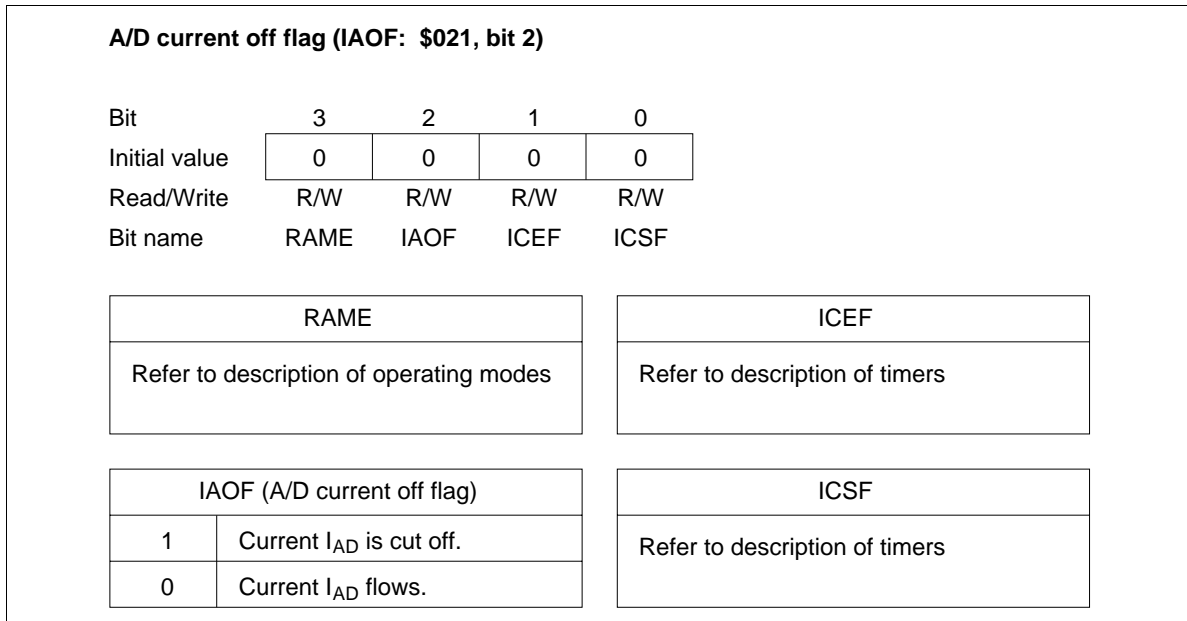 A/D current off flag (IAOF: $021, bit 2)
Bit 3 2 1 0
Initial value 0 0 0 0
Read/Write R/W R/W R/W R/W
Bit name RAME IAOF ICEF ICSF
RAME
Refer to description of operating modes
ICEF
Refer to description of timers
IAOF (A/D current off flag)
1 Current IAD is cut off.
0 Current IAD flows.
ICSF
Refer to description of timers